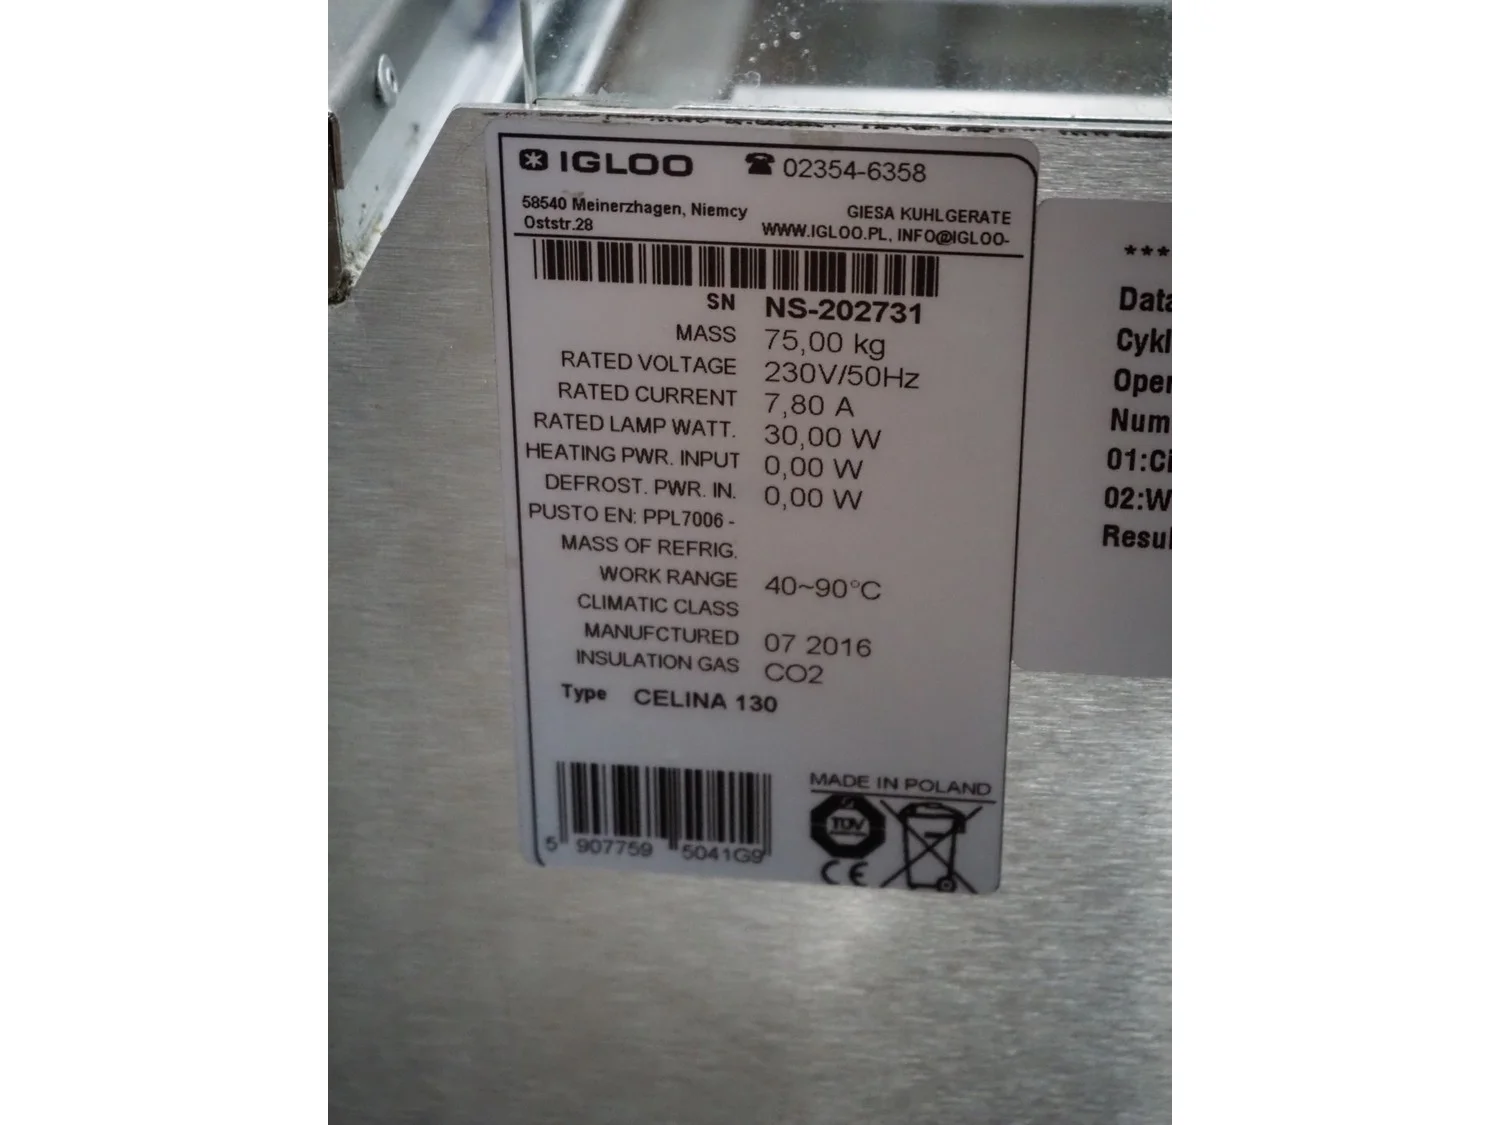 IGLOO 02354-6358
58540 Meinerzhagen, Niemcy GIESA KUHLGERATE
Oststr.28 WWW.IGLOO.PL, INFO@IGLOO-
SN NS-202731
MASS 75,00 kg
RATED VOLTAGE 230V/50Hz
RATED CURRENT 7,80 A
RATED LAMP WATT. 30,00 W
HEATING PWR. INPUT 0,00 W
DEFROST. PWR. IN. 0,00 W
PUSTO EN: PPL7006 -
MASS OF REFRIG.
WORK RANGE 40~90°C
CLIMATIC CLASS
MANUFCTURED 07 2016
INSULATION GAS CO2
Type CELINA 130
MADE IN POLAND
TÜV
CE
5 907759 5041G9
***
Data
Cykl
Oper
Num
01:Ci
02:W
Resul